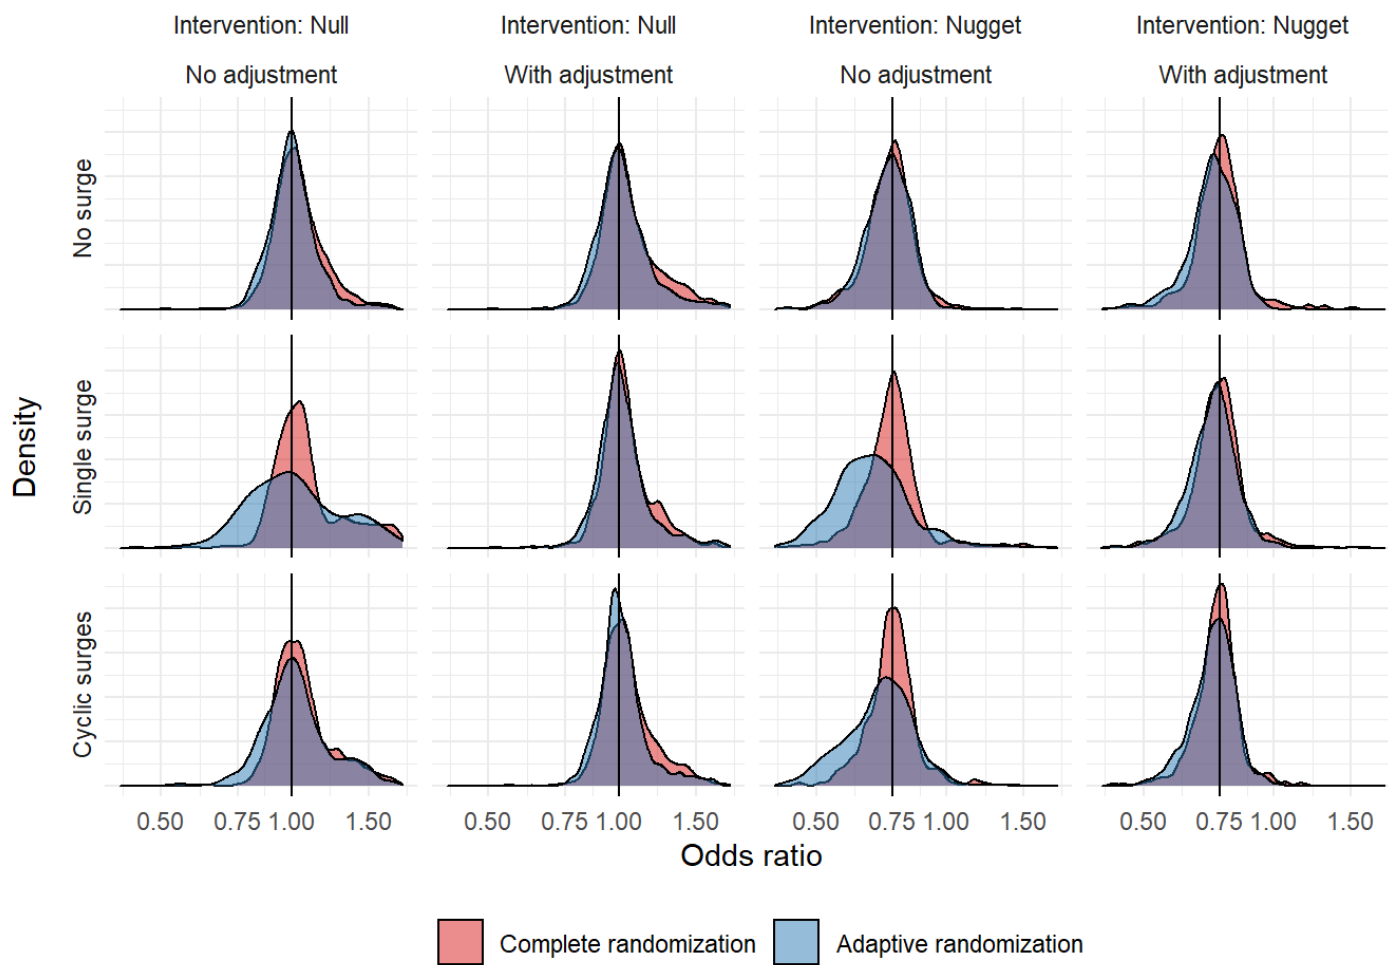 Intervention: Null Intervention: Null Intervention: Nugget Intervention: Nugget
No adjustment With adjustment No adjustment With adjustment
No surge
Single surge
Cyclic surges
Density
0.50 0.75 1.00 1.50 0.50 0.75 1.00 1.50 0.50 0.75 1.00 1.50 0.50 0.75 1.00 1.50
Odds ratio
Complete randomization Adaptive randomization